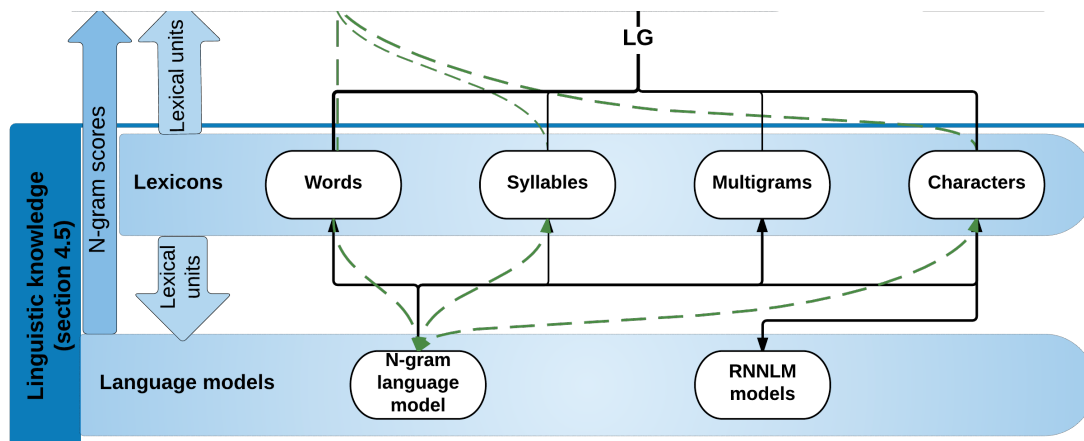 LG
Lexical units
N-gram scores
Linguistic knowledge
(section 4.5)
Lexicons
Words
Syllables
Multigrams
Characters
Lexical
units
Language models
N-gram
language
model
RNNLM
models